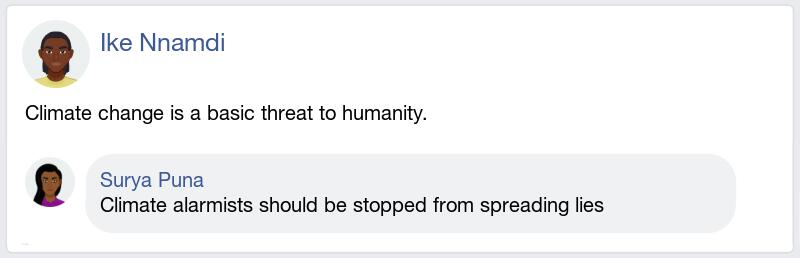 Ike Nnamdi
Climate change is a basic threat to humanity.
Surya Puna
Climate alarmists should be stopped from spreading lies